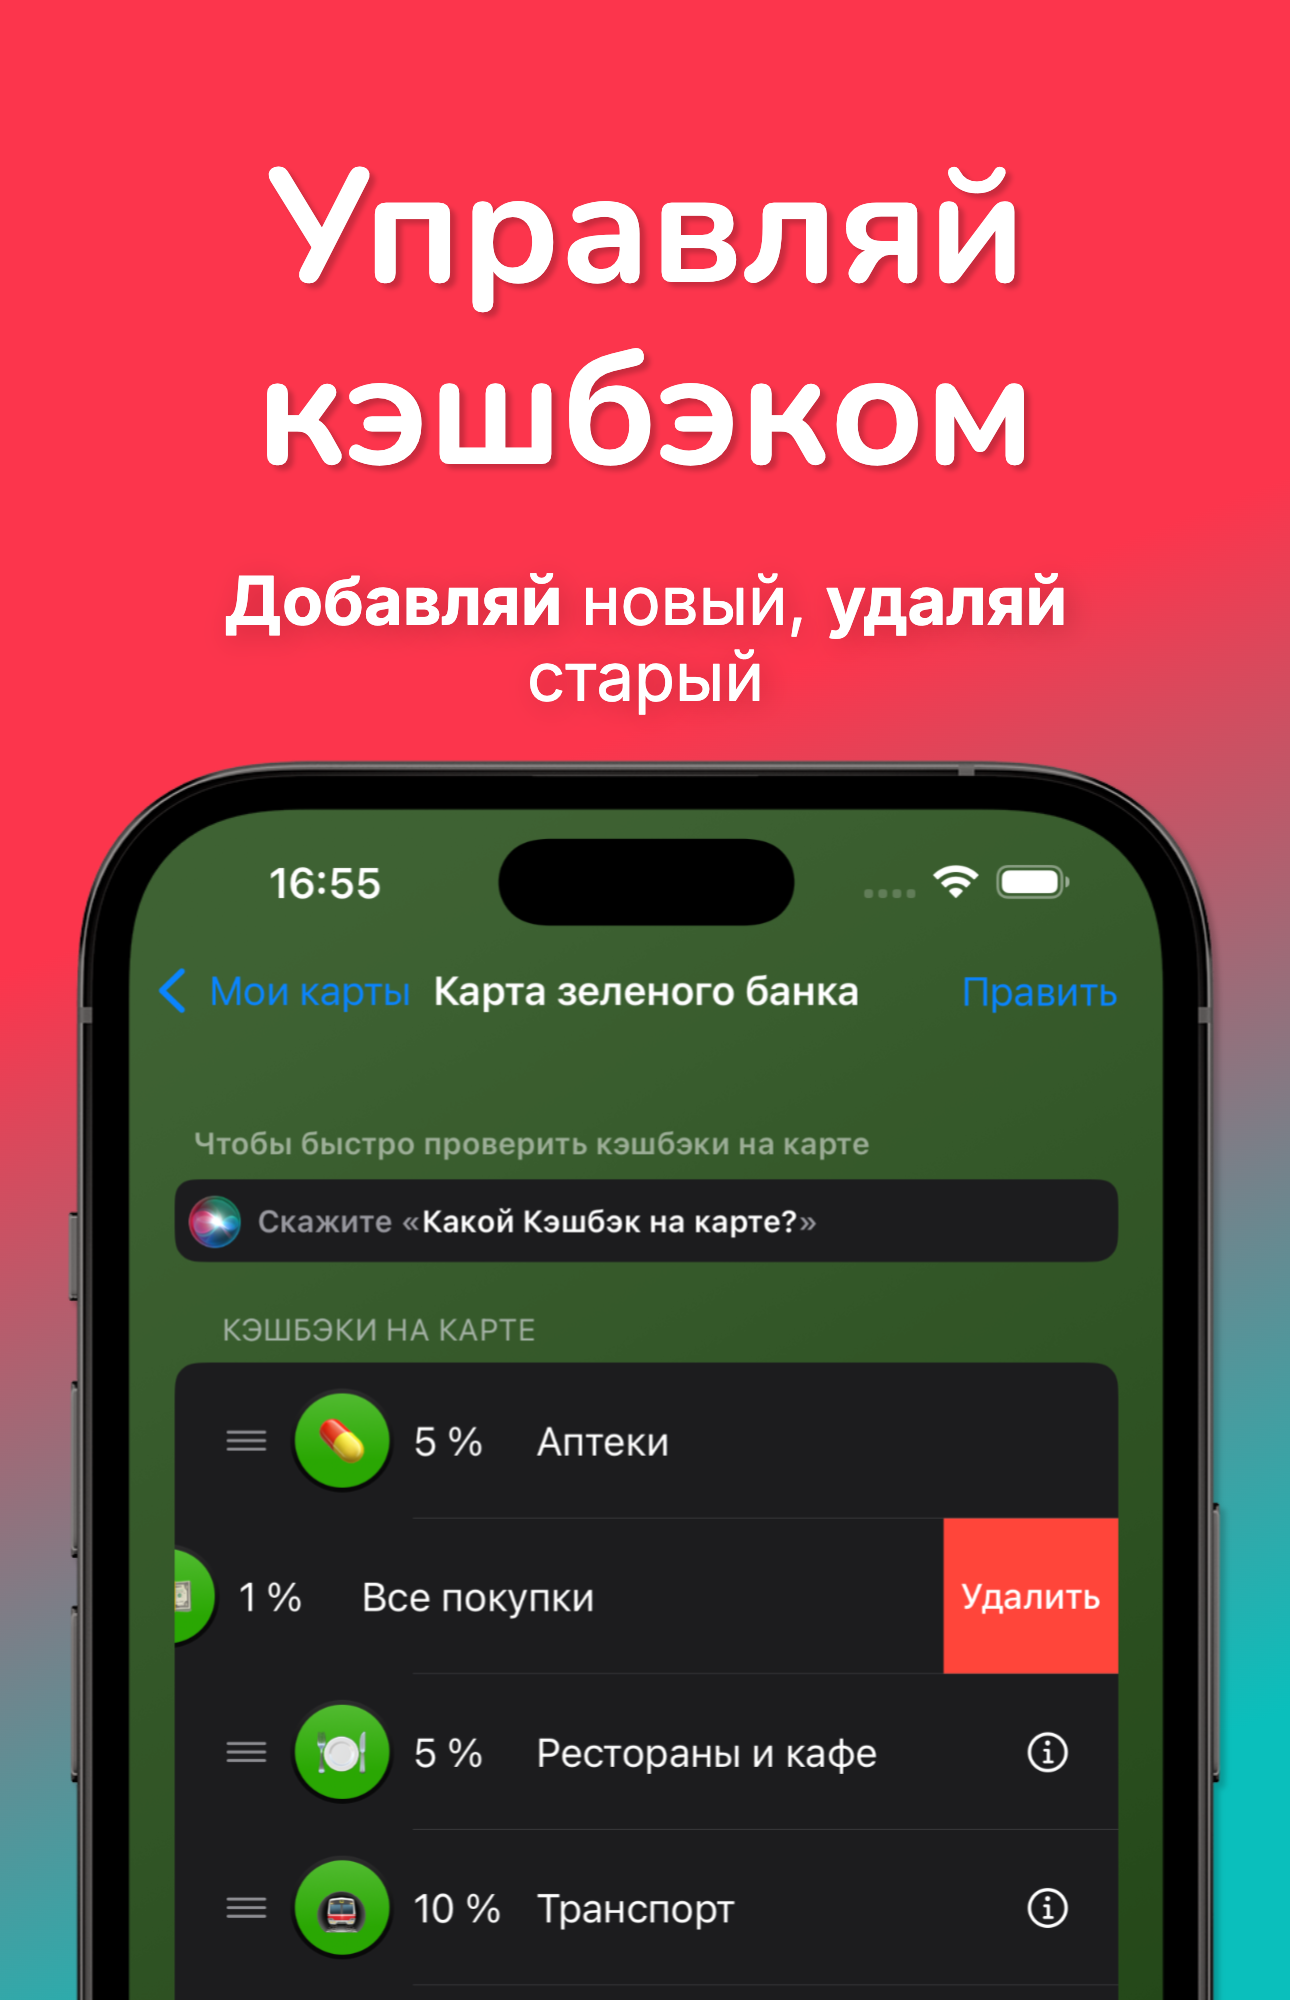 Управляй
кэшбэком
Добавляй новый, удаляй
старый
16:55
Мои карты Карта зеленого банка Править
Чтобы быстро проверить кэшбэки на карте
Скажите «Какой Кэшбэк на карте?»
КЭШБЭКИ НА КАРТЕ
5 % Аптеки
1 % Все покупки Удалить
5 % Рестораны и кафе
10 % Транспорт